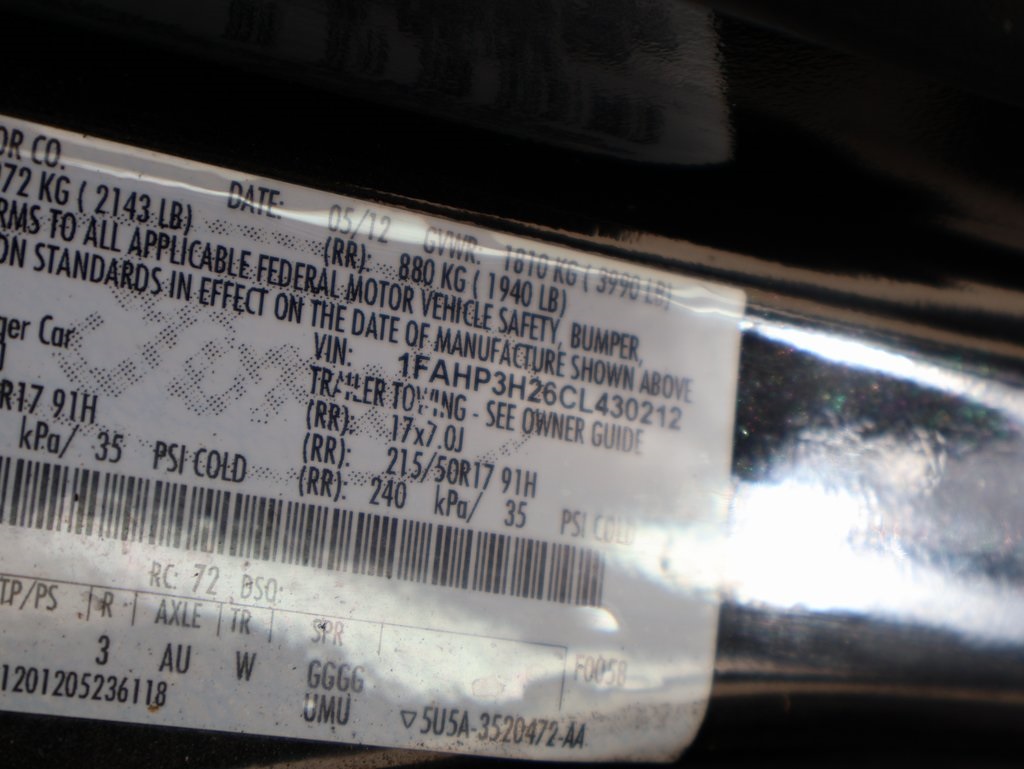 OR CO.
DATE: 05/12 GVWR: 1810 KG ( 3990 LB)
972 KG ( 2143 LB) (RR): 880 KG ( 1940 LB)
RMS TO ALL APPLICABLE FEDERAL MOTOR VEHICLE SAFETY, BUMPER,
ON STANDARDS IN EFFECT ON THE DATE OF MANUFACTURE SHOWN ABOVE
VIN: 1FAHP3H26CL430212
ger Car TRAILER TOWING - SEE OWNER GUIDE
(RR): 17x7.0J
R17 91H (RR): 215/50R17 91H
kPa/ 35 PSI COLD (RR): 240 kPa/ 35 PSI COLD
RC: 72 DSO:
TP/PS R AXLE TR SPR
3 AU W GGGG F0058
1201205236118 UMU ▽5U5A-3520472-AA